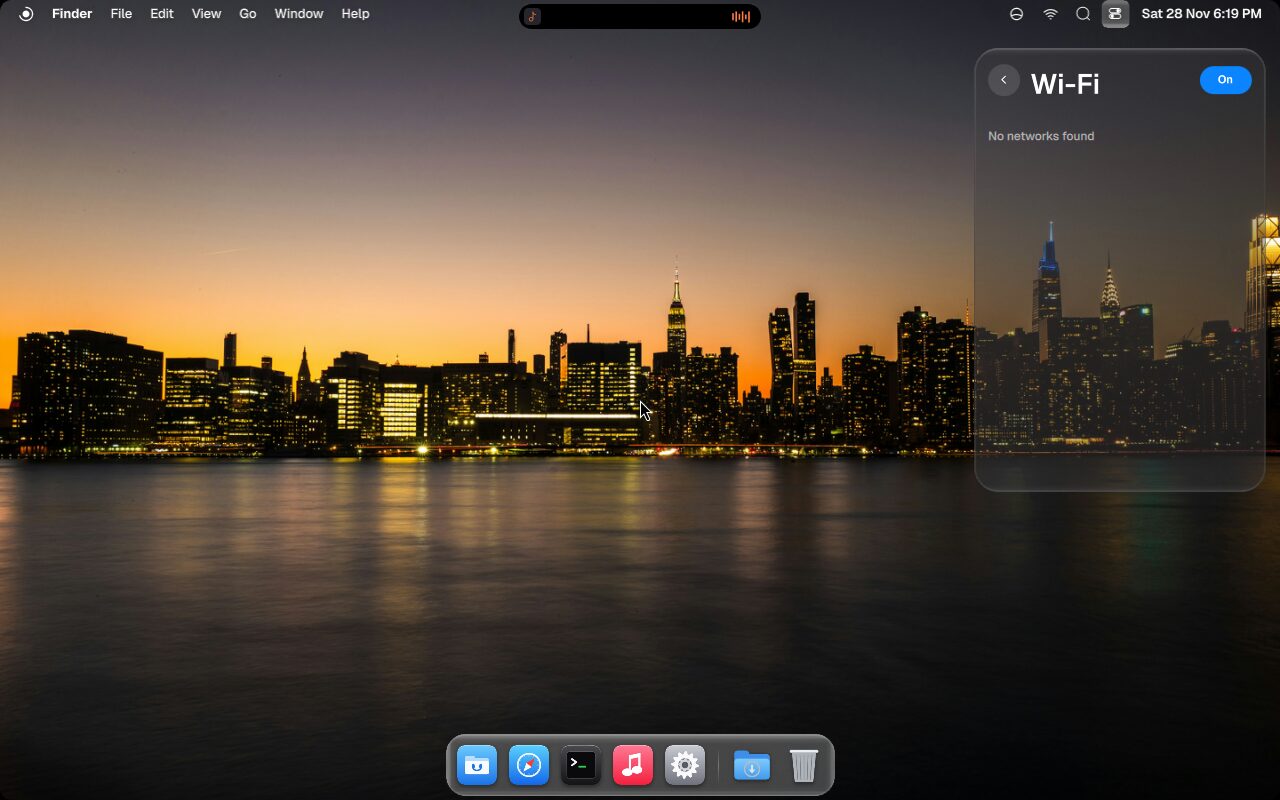 Finder File Edit View Go Window Help
Sat 28 Nov 6:19 PM
Wi-Fi
On
No networks found